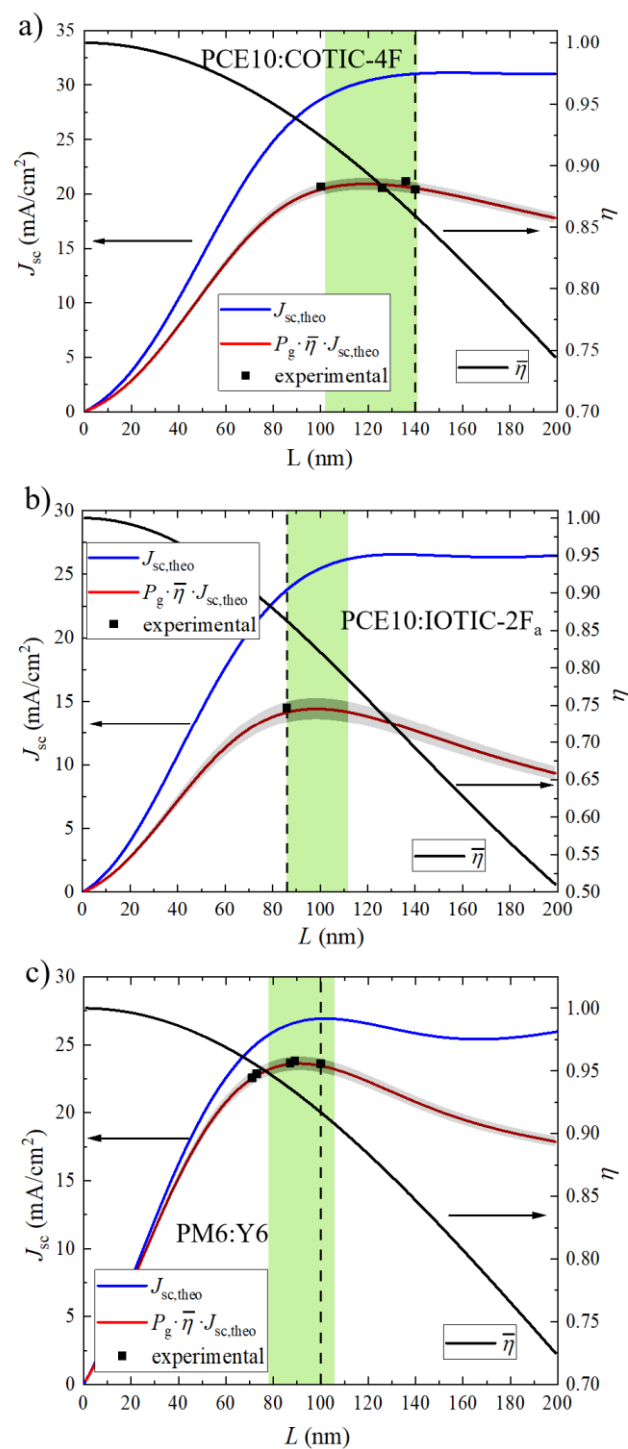 a)
PCE10:COTIC-4F
35
30
25
20
15
10
5
0
J_sc (mA/cm²)
1.00
0.95
0.90
0.85
0.80
0.75
0.70
η
J_sc,theo
P_g · η̅ · J_sc,theo
experimental
η̅
0 20 40 60 80 100 120 140 160 180 200
L (nm)
b)
30
25
20
15
10
5
0
J_sc (mA/cm²)
J_sc,theo
P_g · η̅ · J_sc,theo
experimental
PCE10:IOTIC-2F_a
1.00
0.95
0.90
0.85
0.80
0.75
0.70
0.65
0.60
0.55
0.50
η
η̅
0 20 40 60 80 100 120 140 160 180 200
L (nm)
c)
30
25
20
15
10
5
0
J_sc (mA/cm²)
1.00
0.95
0.90
0.85
0.80
0.75
0.70
η
PM6:Y6
J_sc,theo
P_g · η̅ · J_sc,theo
experimental
η̅
0 20 40 60 80 100 120 140 160 180 200
L (nm)